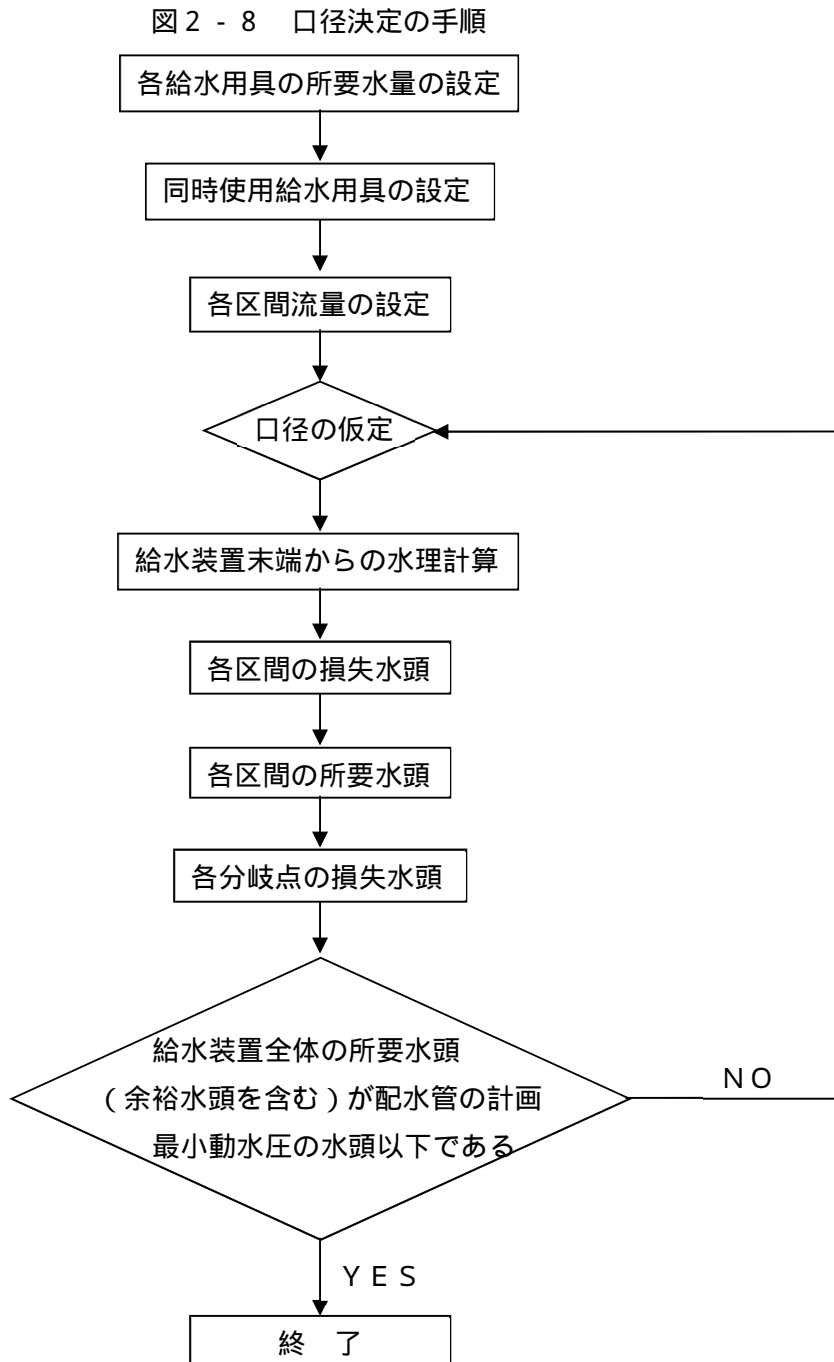 図2-8 口径決定の手順
各給水用具の所要水量の設定
同時使用給水用具の設定
各区間流量の設定
口径の仮定
給水装置末端からの水理計算
各区間の損失水頭
各区間の所要水頭
各分岐点の損失水頭
給水装置全体の所要水頭
(余裕水頭を含む)が配水管の計画
最小動水圧の水頭以下である
NO
YES
終 了